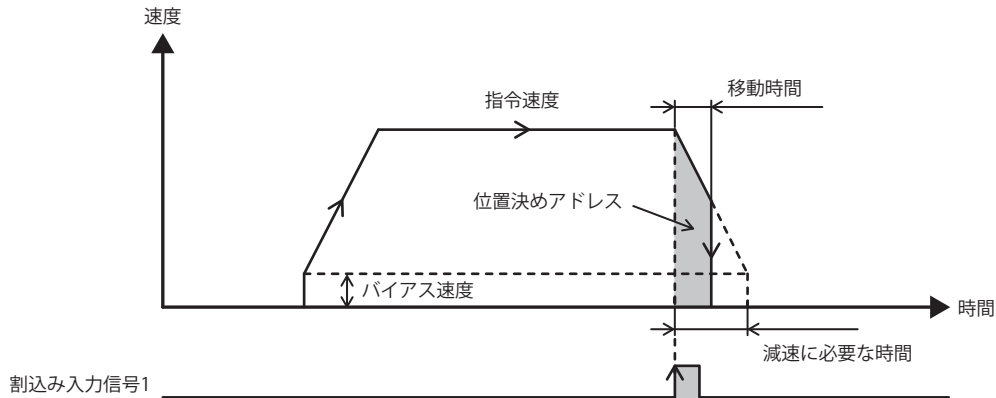 速度
移動時間
指令速度
位置決めアドレス
バイアス速度
時間
減速に必要な時間
割込み入力信号1